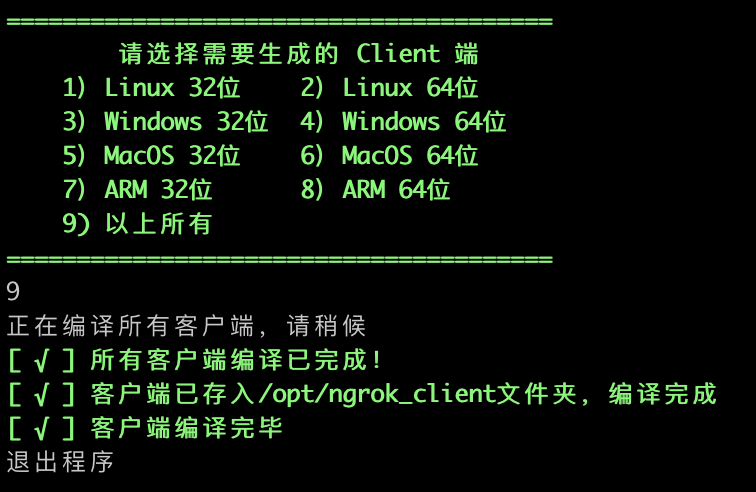 =======================================
请选择需要生成的 Client 端
1) Linux 32位 2) Linux 64位
3) Windows 32位 4) Windows 64位
5) MacOS 32位 6) MacOS 64位
7) ARM 32位 8) ARM 64位
9) 以上所有
=======================================
9
正在编译所有客户端, 请稍候
[ √ ] 所有客户端编译已完成!
[ √ ] 客户端已存入/opt/ngrok_client文件夹, 编译完成
[ √ ] 客户端编译完毕
退出程序